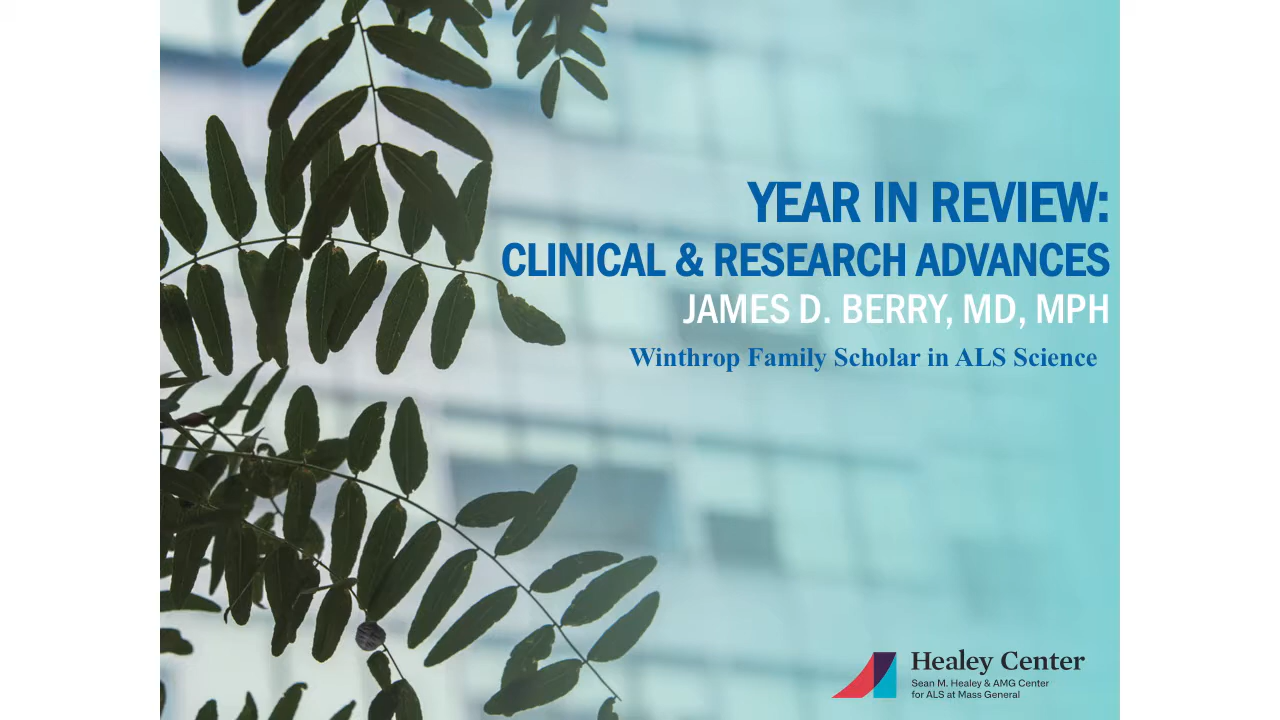 YEAR IN REVIEW:
CLINICAL & RESEARCH ADVANCES
JAMES D. BERRY, MD, MPH
Winthrop Family Scholar in ALS Science
Healey Center
Sean M. Healey & AMG Center
for ALS at Mass General